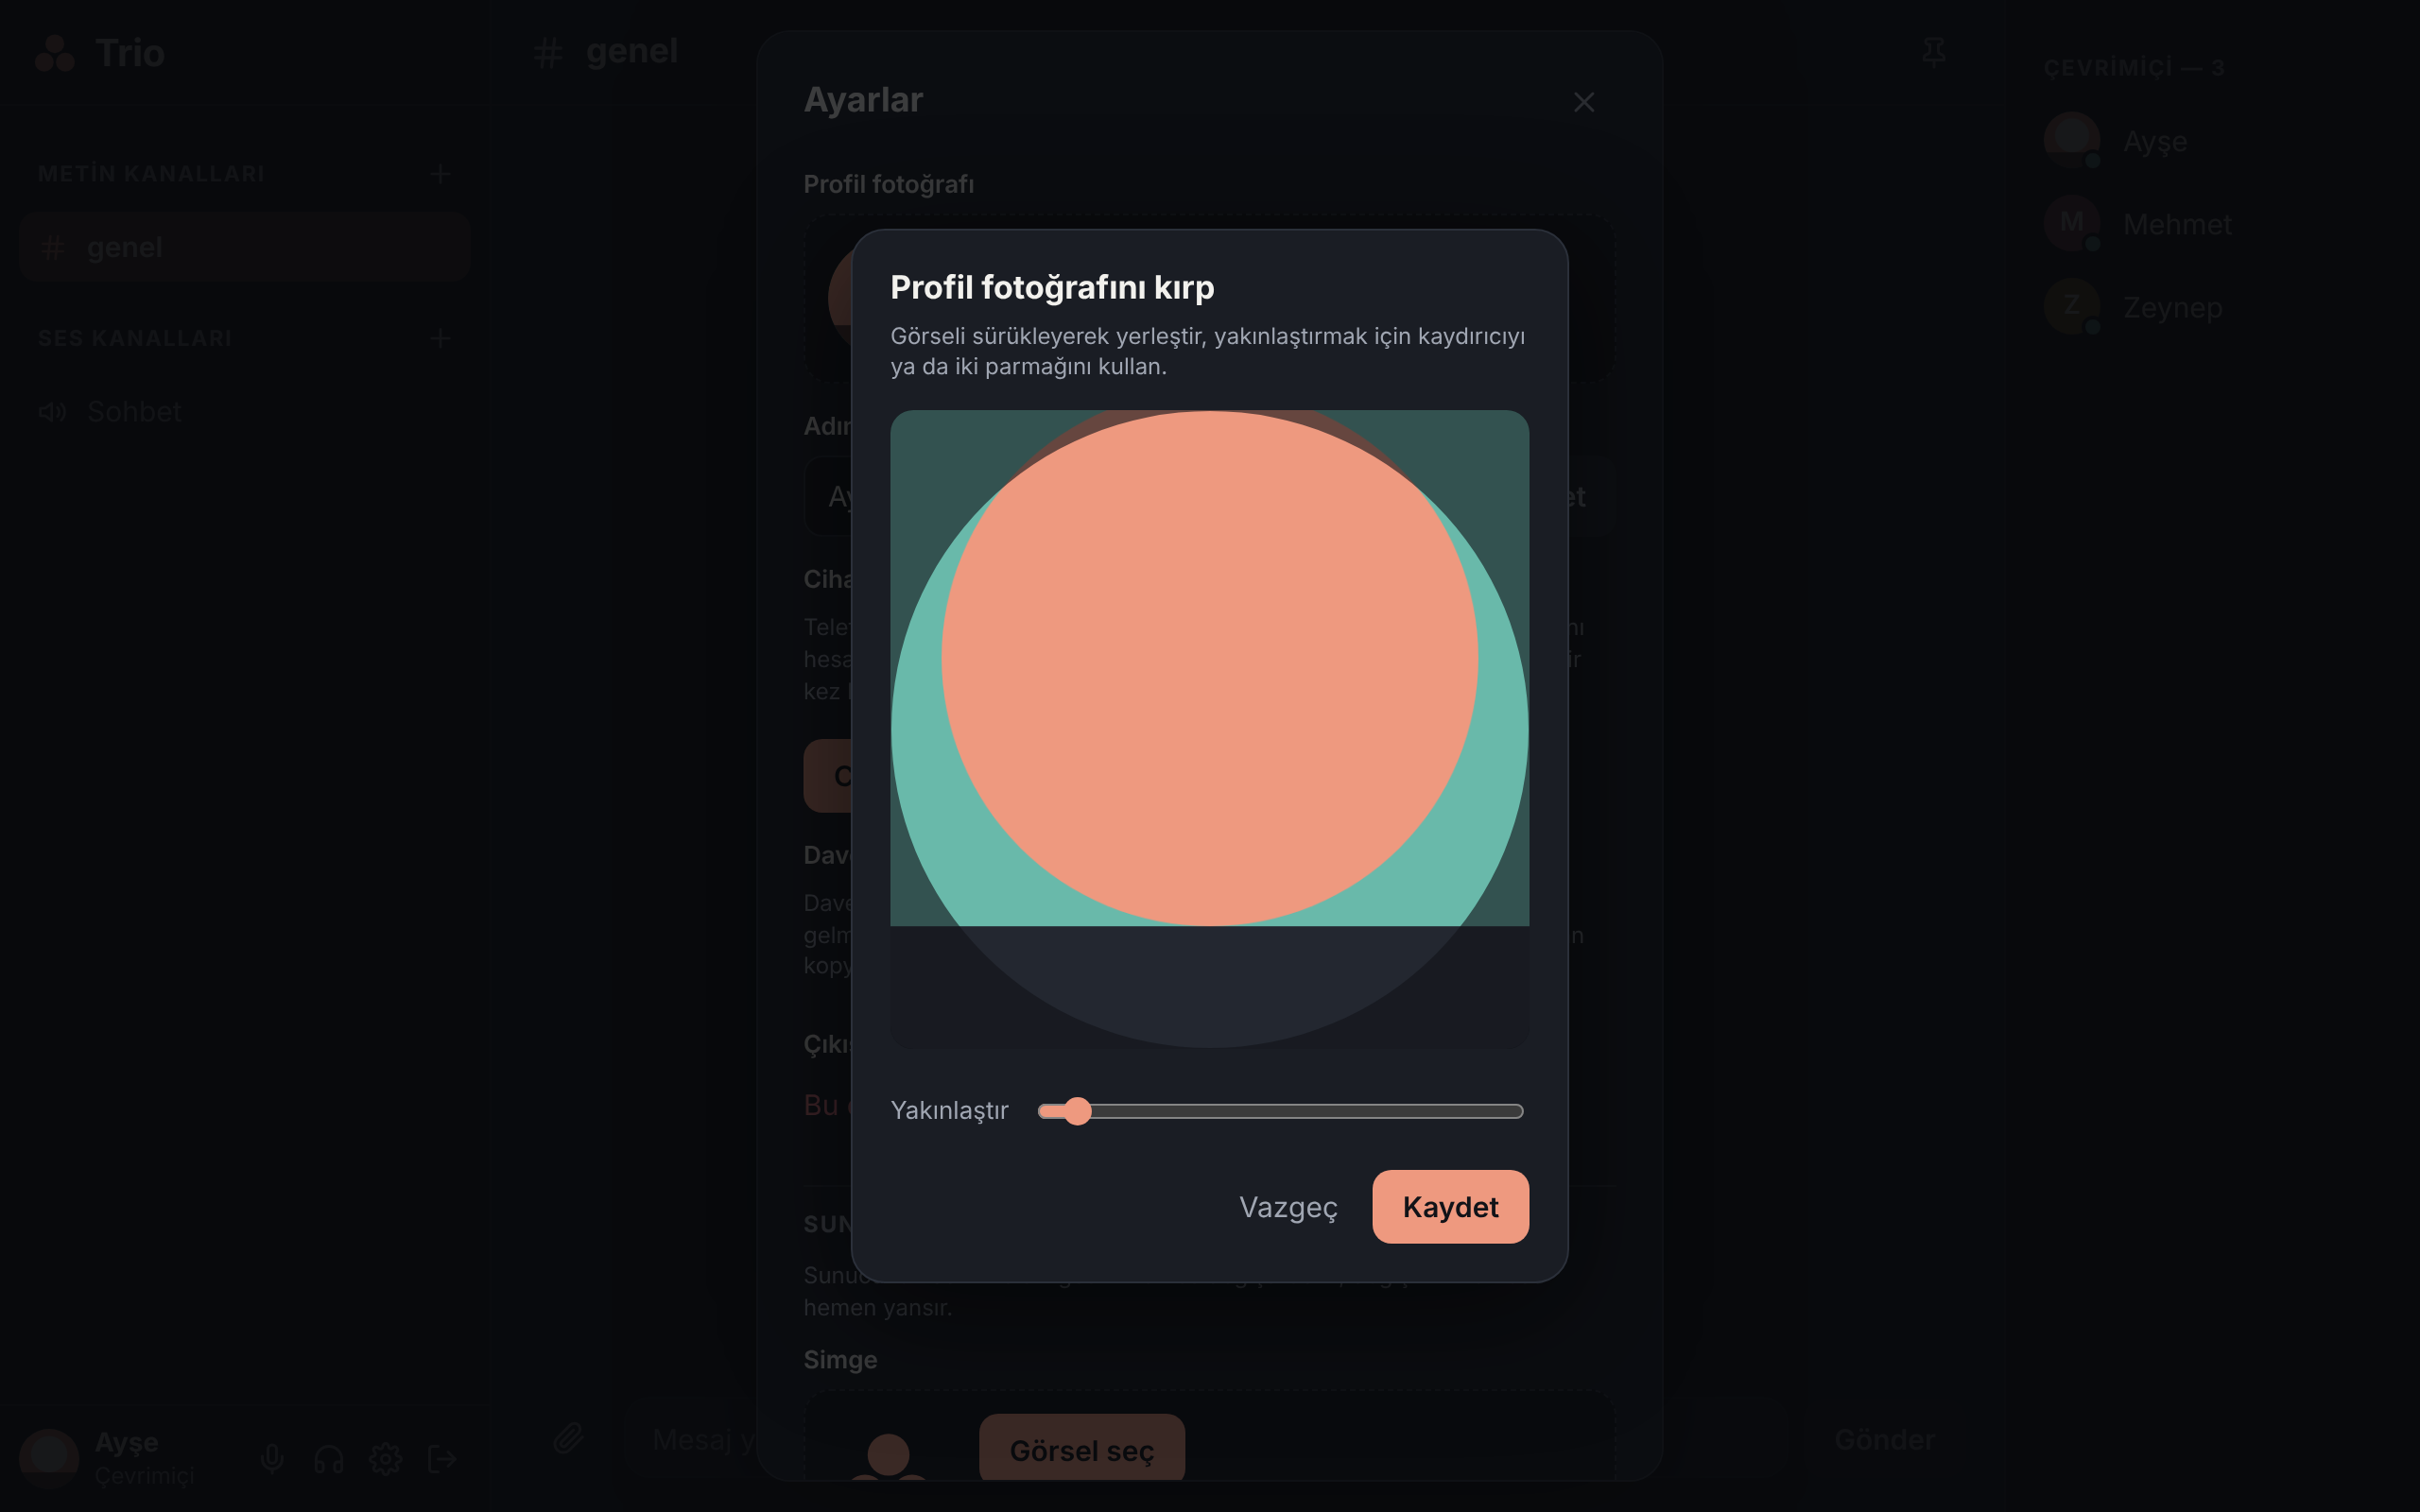 Trio
# genel
METİN KANALLARI
# genel
SES KANALLARI
Sohbet
Ayarlar
Profil fotoğrafı
Profil fotoğrafını kırp
Görseli sürükleyerek yerleştir, yakınlaştırmak için kaydırıcıyı
ya da iki parmağını kullan.
Yakınlaştır
Vazgeç
Kaydet
hemen yansır.
Simge
Görsel seç
Gönder
ÇEVRİMİÇİ — 3
Ayşe
M
Mehmet
Z
Zeynep
Ayşe
Çevrimiçi